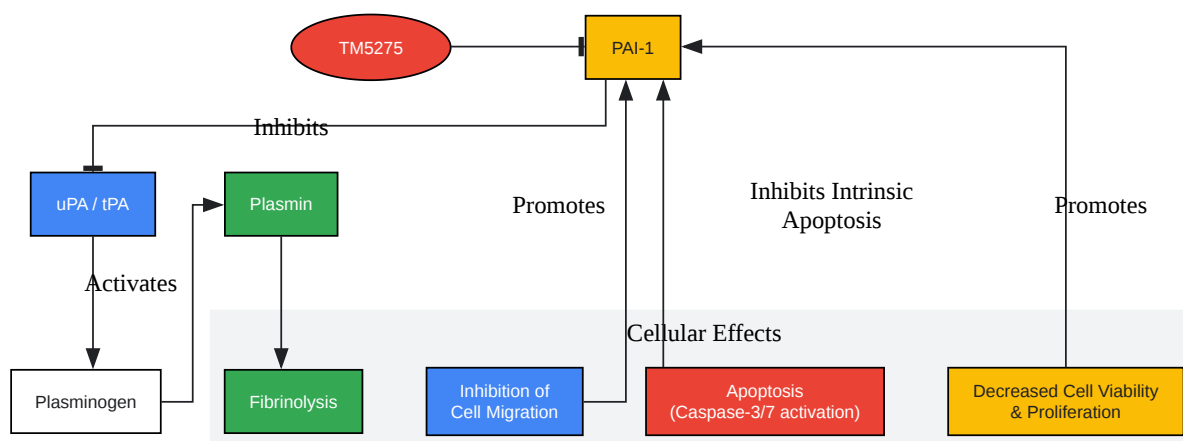 TM5275
PAI-1
Inhibits
uPA / tPA
Plasmin
Promotes
Inhibits Intrinsic
Apoptosis
Promotes
Activates
Cellular Effects
Plasminogen
Fibrinolysis
Inhibition of
Cell Migration
Apoptosis
(Caspase-3/7 activation)
Decreased Cell Viability
& Proliferation